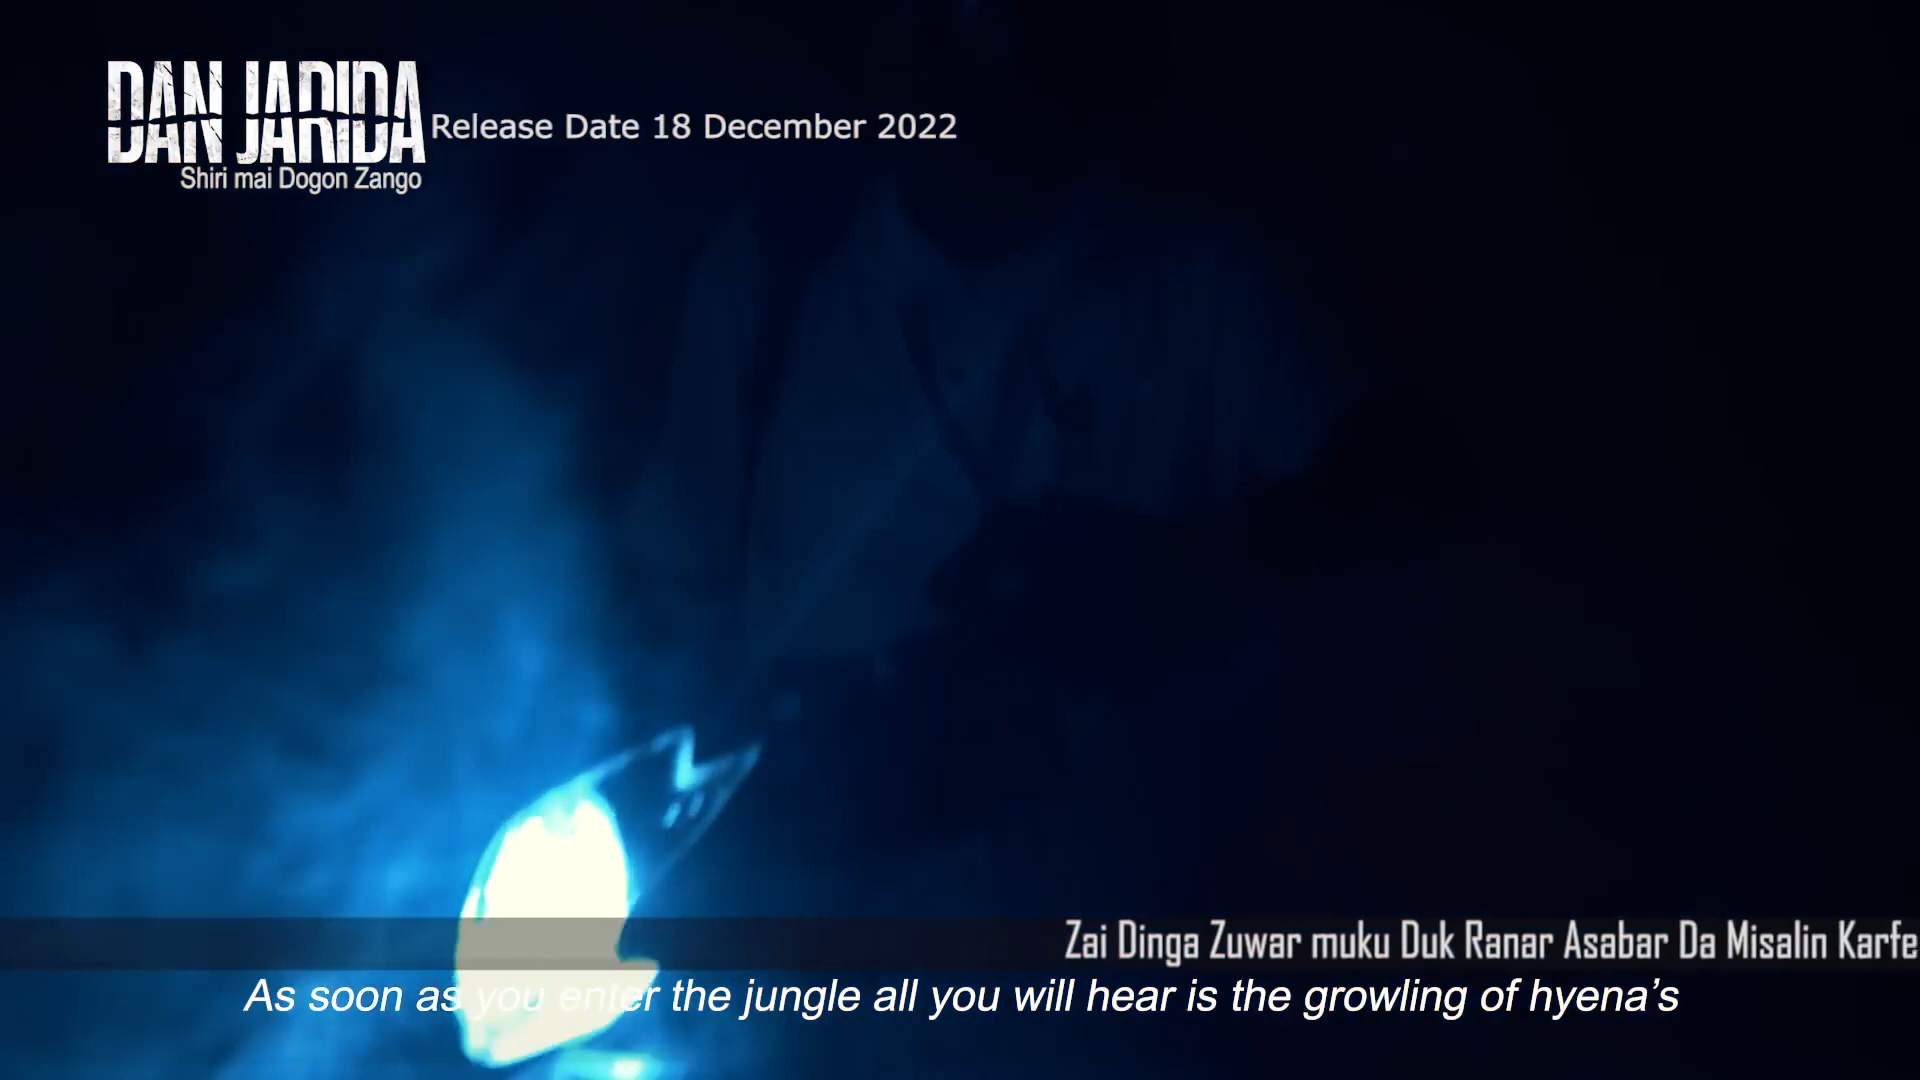 DAN JARIDA
Release Date 18 December 2022
Shiri mai Dogon Zango
Zai Dinga Zuwar muku Duk Ranar Asabar Da Misalin Karfe
As soon as you enter the jungle all you will hear is the growling of hyena’s